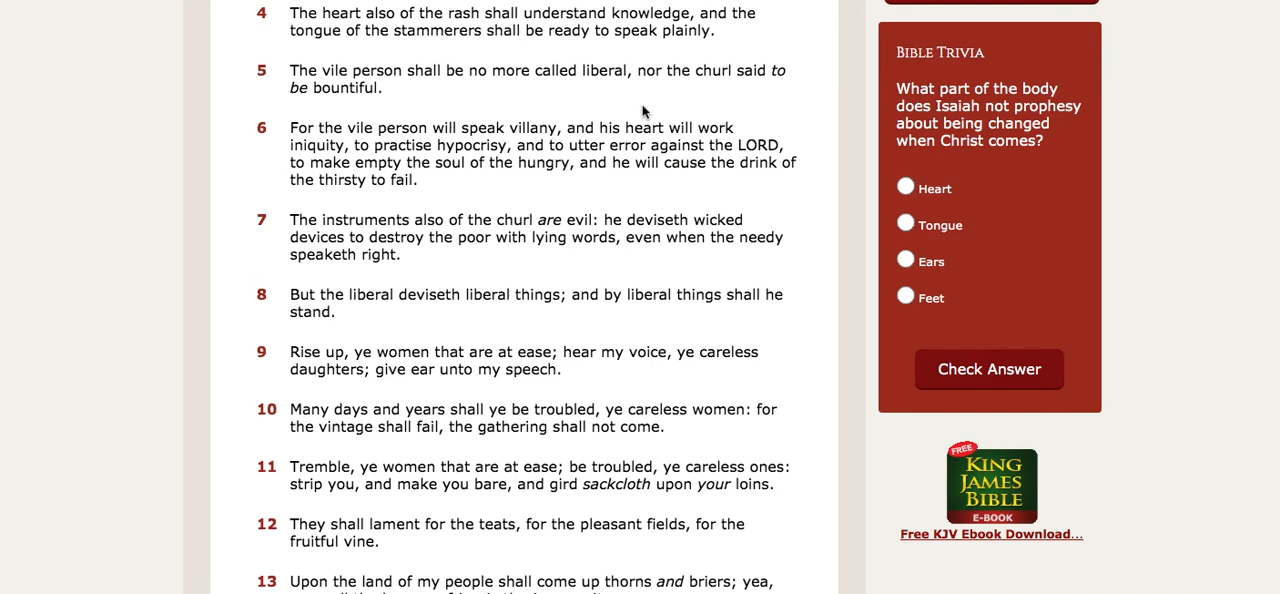 4 The heart also of the rash shall understand knowledge, and the
tongue of the stammerers shall be ready to speak plainly.
5 The vile person shall be no more called liberal, nor the churl said to
be bountiful.
6 For the vile person will speak villany, and his heart will work
iniquity, to practise hypocrisy, and to utter error against the LORD,
to make empty the soul of the hungry, and he will cause the drink of
the thirsty to fail.
7 The instruments also of the churl are evil: he deviseth wicked
devices to destroy the poor with lying words, even when the needy
speaketh right.
8 But the liberal deviseth liberal things; and by liberal things shall he
stand.
9 Rise up, ye women that are at ease; hear my voice, ye careless
daughters; give ear unto my speech.
10 Many days and years shall ye be troubled, ye careless women: for
the vintage shall fail, the gathering shall not come.
11 Tremble, ye women that are at ease; be troubled, ye careless ones:
strip you, and make you bare, and gird sackcloth upon your loins.
12 They shall lament for the teats, for the pleasant fields, for the
fruitful vine.
13 Upon the land of my people shall come up thorns and briers; yea,
BIBLE TRIVIA
What part of the body
does Isaiah not prophesy
about being changed
when Christ comes?
Heart
Tongue
Ears
Feet
Check Answer
FREE
KING
JAMES
BIBLE
E-BOOK
Free KJV Ebook Download...